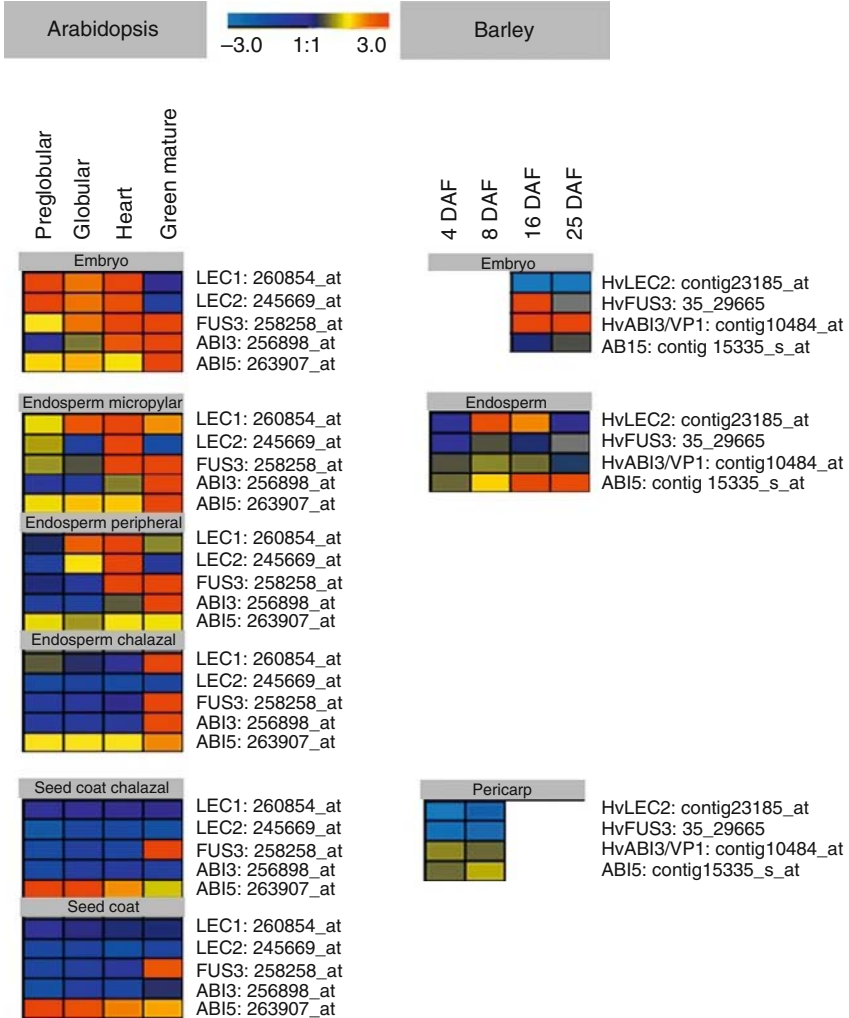 Arabidopsis
−3.0 1:1 3.0
Barley
Preglobular
Globular
Heart
Green mature
4 DAF
8 DAF
16 DAF
25 DAF
Embryo
LEC1: 260854_at
LEC2: 245669_at
FUS3: 258258_at
ABI3: 256898_at
ABI5: 263907_at
Embryo
HvLEC2: contig23185_at
HvFUS3: 35_29665
HvABI3/VP1: contig10484_at
AB15: contig 15335_s_at
Endosperm micropylar
LEC1: 260854_at
LEC2: 245669_at
FUS3: 258258_at
ABI3: 256898_at
ABI5: 263907_at
Endosperm
HvLEC2: contig23185_at
HvFUS3: 35_29665
HvABI3/VP1: contig10484_at
ABI5: contig 15335_s_at
Endosperm peripheral
LEC1: 260854_at
LEC2: 245669_at
FUS3: 258258_at
ABI3: 256898_at
ABI5: 263907_at
Endosperm chalazal
LEC1: 260854_at
LEC2: 245669_at
FUS3: 258258_at
ABI3: 256898_at
ABI5: 263907_at
Seed coat chalazal
LEC1: 260854_at
LEC2: 245669_at
FUS3: 258258_at
ABI3: 256898_at
ABI5: 263907_at
Pericarp
HvLEC2: contig23185_at
HvFUS3: 35_29665
HvABI3/VP1: contig10484_at
ABI5: contig15335_s_at
Seed coat
LEC1: 260854_at
LEC2: 245669_at
FUS3: 258258_at
ABI3: 256898_at
ABI5: 263907_at